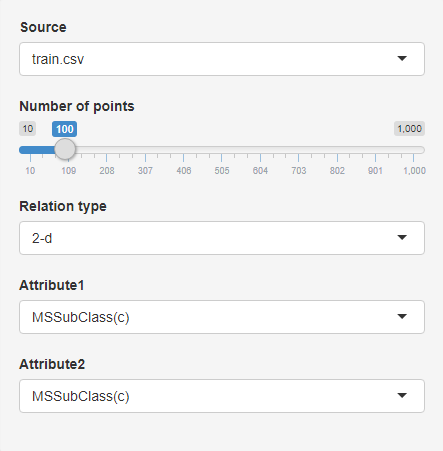 Source
train.csv
Number of points
10 100 1,000
10 109 208 307 406 505 604 703 802 901 1,000
Relation type
2-d
Attribute1
MSSubClass(c)
Attribute2
MSSubClass(c)